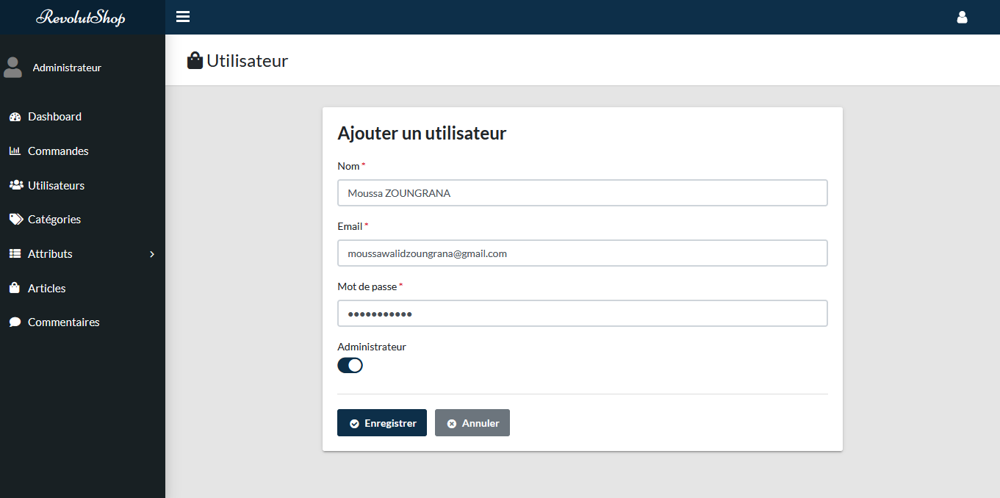 RevolutShop
Administrateur
Dashboard
Commandes
Utilisateurs
Catégories
Attributs
Articles
Commentaires
Utilisateur
Ajouter un utilisateur
Nom *
Moussa ZOUNGRANA
Email *
moussawalidzoungrana@gmail.com
Mot de passe *
•••••••••••
Administrateur
Enregistrer
Annuler